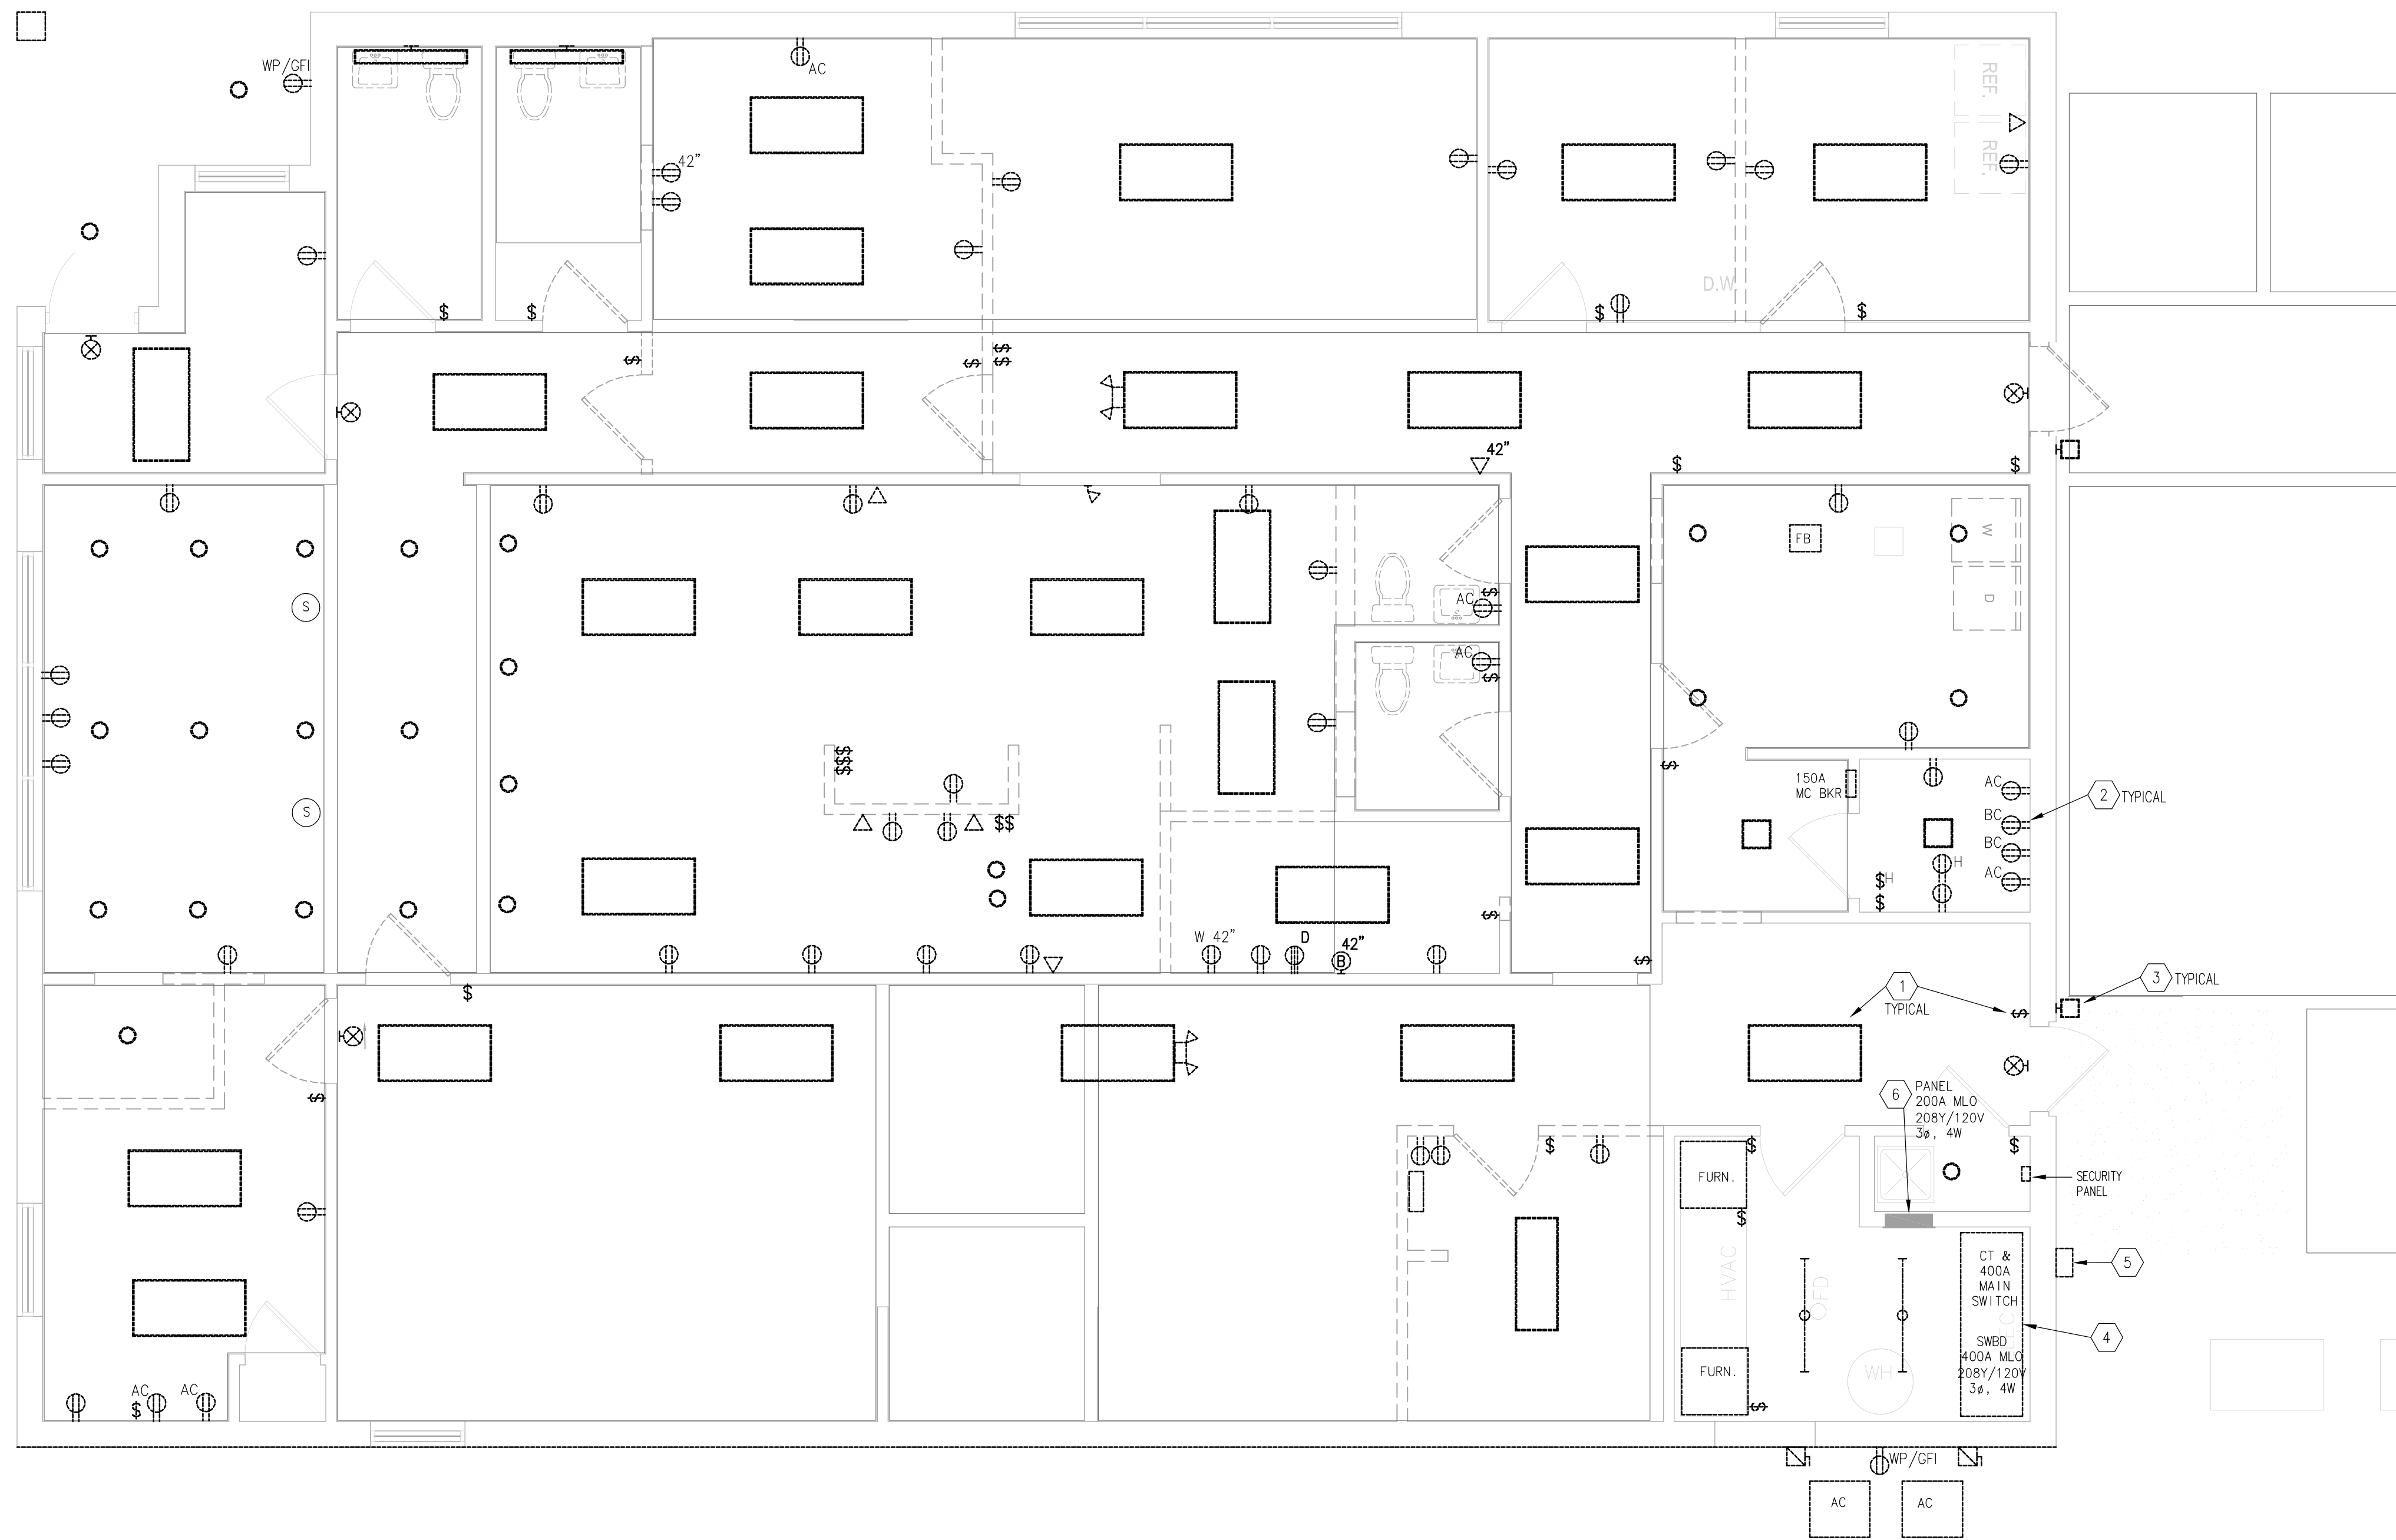 WP/GFI
AC
REF.
REF.
42"
D.W.
$
$
$
$
$
$
$
$
$
42"
$
$
FB
W
D
S
AC
$
AC
$
$
$
$
$
150A
MC BKR
AC
BC
BC
AC
2 TYPICAL
H
$H
$
S
$$
$
W 42"
D
42"
B
$
$
1
TYPICAL
$
3 TYPICAL
$
6
PANEL
200A MLO
208Y/120V
3ø, 4W
$
$
$
$
SECURITY
PANEL
FURN.
$
HVAC
OFD
CT &
400A
MAIN
SWITCH
5
SWBD
400A MLO
208Y/120V
3ø, 4W
4
FURN.
WH
$
AC
AC
$
WP/GFI
AC
AC